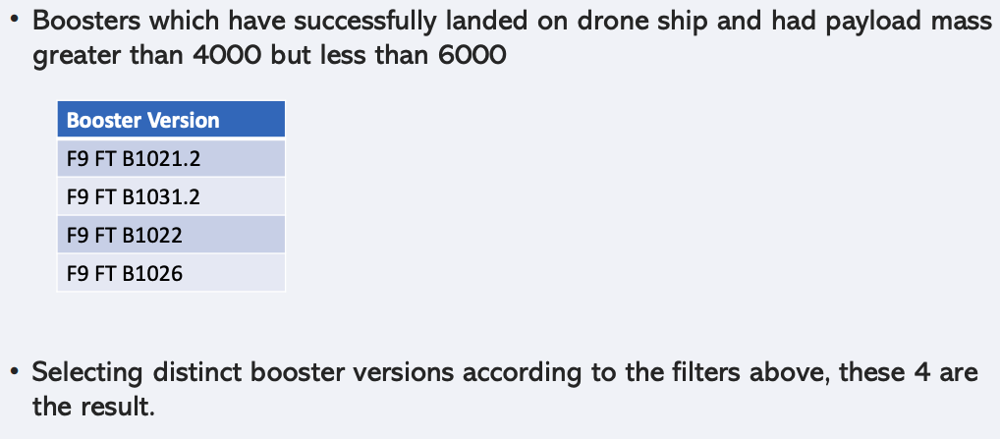 • Boosters which have successfully landed on drone ship and had payload mass
greater than 4000 but less than 6000
Booster Version
F9 FT B1021.2
F9 FT B1031.2
F9 FT B1022
F9 FT B1026
• Selecting distinct booster versions according to the filters above, these 4 are
the result.